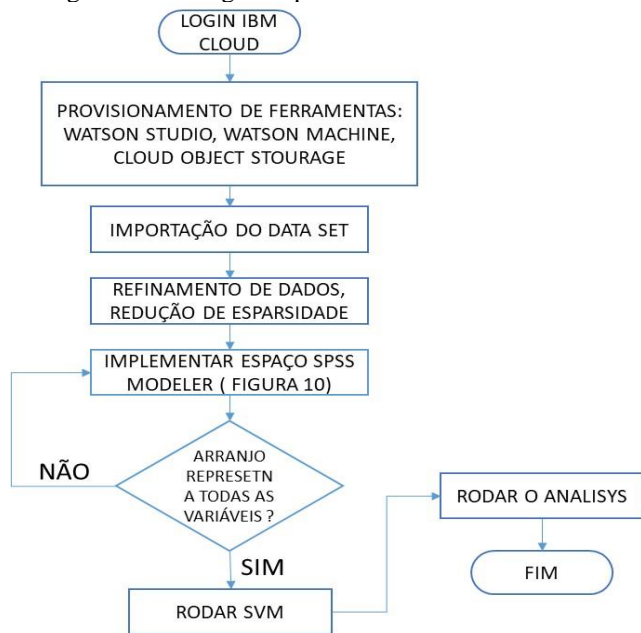 LOGIN IBM
CLOUD
PROVISIONAMENTO DE FERRAMENTAS:
WATSON STUDIO, WATSON MACHINE,
CLOUD OBJECT STOURAGE
IMPORTAÇÃO DO DATA SET
REFINAMENTO DE DADOS,
REDUÇÃO DE ESPARSIDADE
IMPLEMENTAR ESPAÇO SPSS
MODELER ( FIGURA 10)
ARRANJO
REPRESETN
A TODAS AS
VARIÁVEIS ?
NÃO
SIM
RODAR SVM
RODAR O ANALISYS
FIM